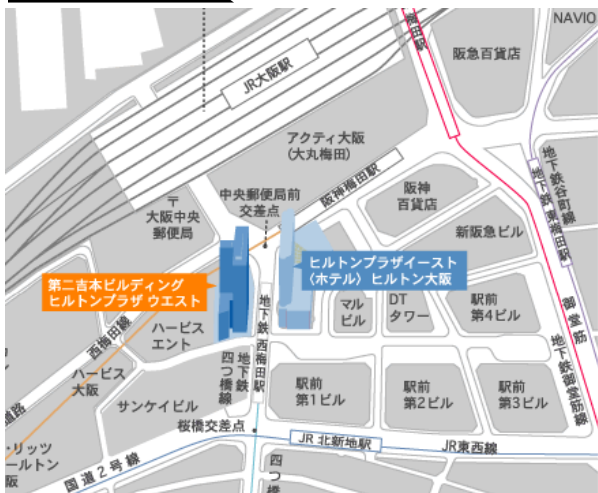 NAVIO
梅田駅
阪急百貨店
JR大阪駅
アクティ大阪
(大丸梅田)
中央郵便局前
交差点
阪神梅田駅
〒
大阪中央
郵便局
阪神
百貨店
地下鉄谷町線
地下鉄 東梅田駅
新阪急ビル
第二吉本ビルディング
ヒルトンプラザ ウエスト
ヒルトンプラザイースト
〈ホテル〉ヒルトン大阪
西梅田線
ハービス
エント
地下鉄 西梅田駅
マル
ビル
DT
タワー
駅前
第4ビル
御堂筋
地下鉄御堂筋線
ハービス
大阪
地下鉄
四つ橋線
サンケイビル
駅前
第1ビル
駅前
第2ビル
駅前
第3ビル
桜橋交差点
JR 北新地駅
JR東西線
道路
・リッツ
ールトン
阪
国道2号線
四つ